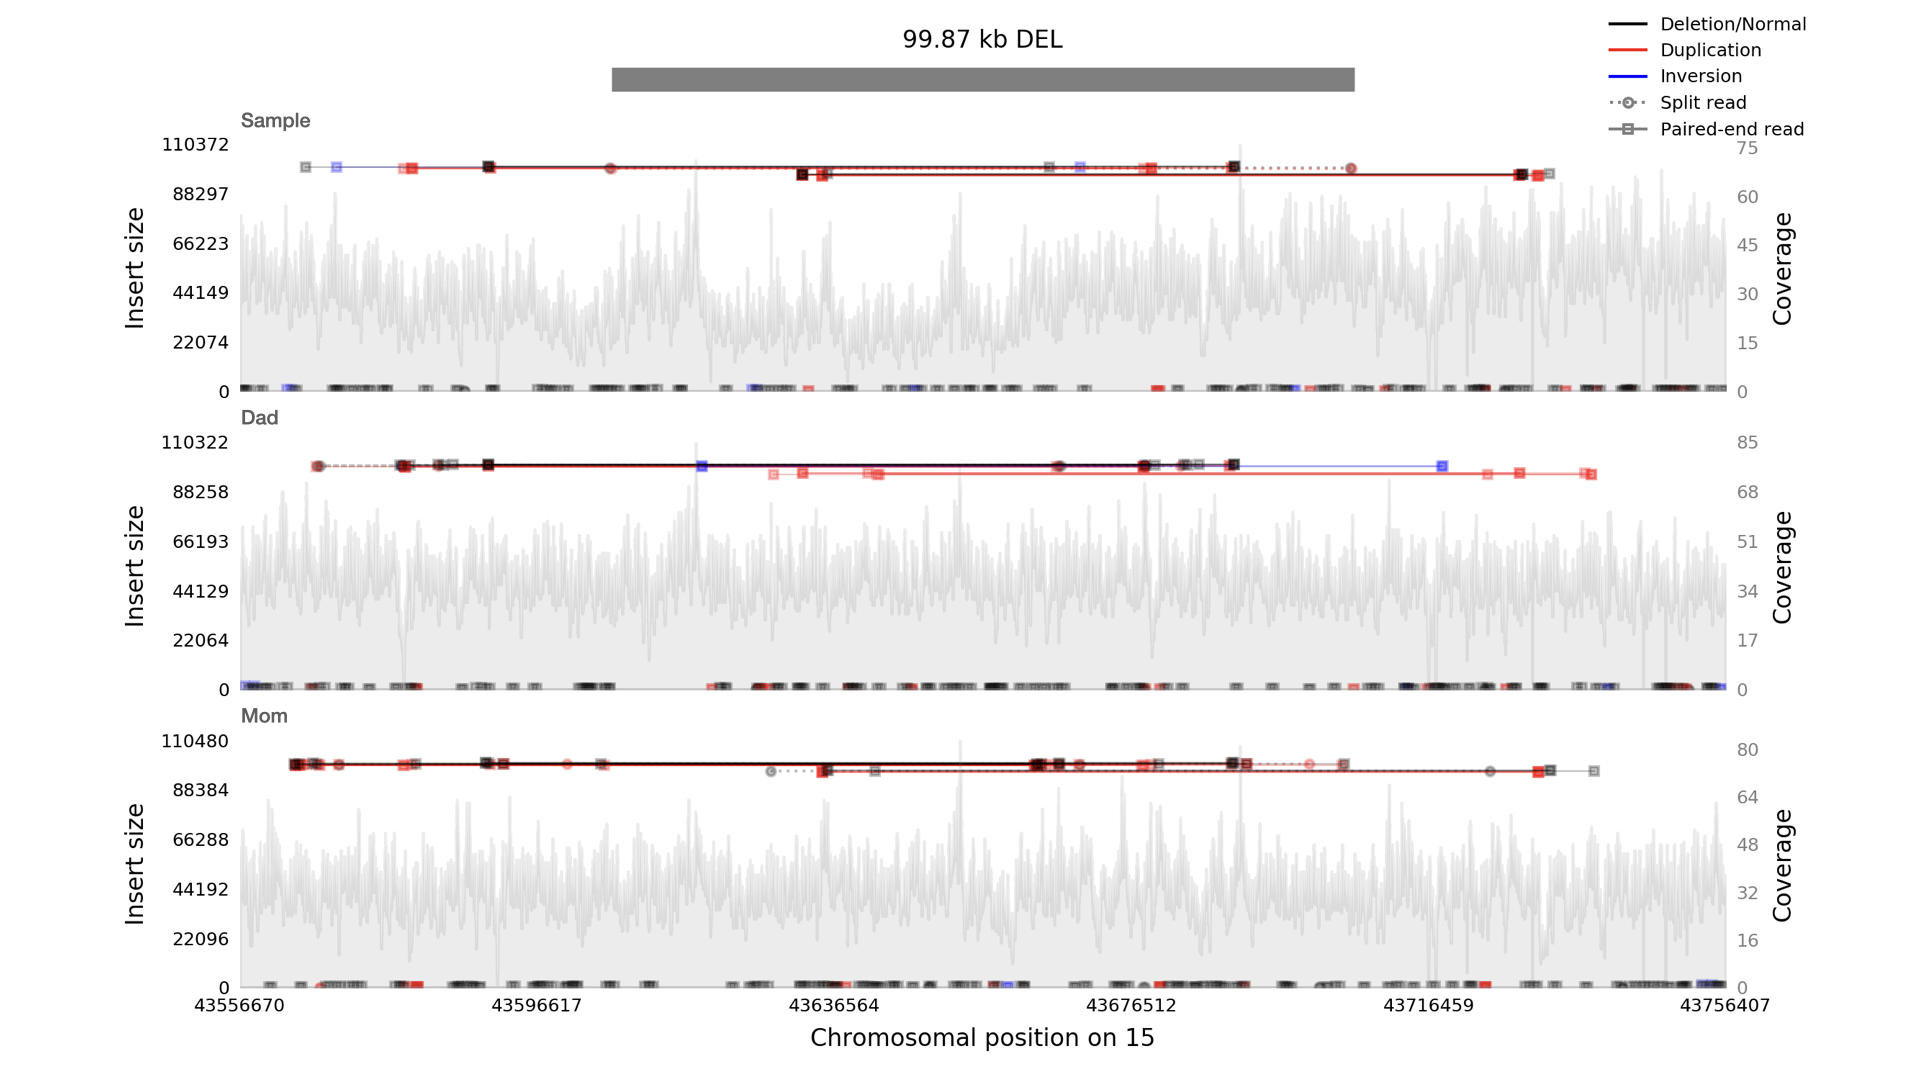 99.87 kb DEL
Deletion/Normal
Duplication
Inversion
Split read
Paired-end read
Sample
110372
88297
66223
44149
22074
0
Insert size
75
60
45
30
15
0
Coverage
Dad
110322
88258
66193
44129
22064
0
Insert size
85
68
51
34
17
0
Coverage
Mom
110480
88384
66288
44192
22096
0
Insert size
80
64
48
32
16
0
Coverage
43556670 43596617 43636564 43676512 43716459 43756407
Chromosomal position on 15